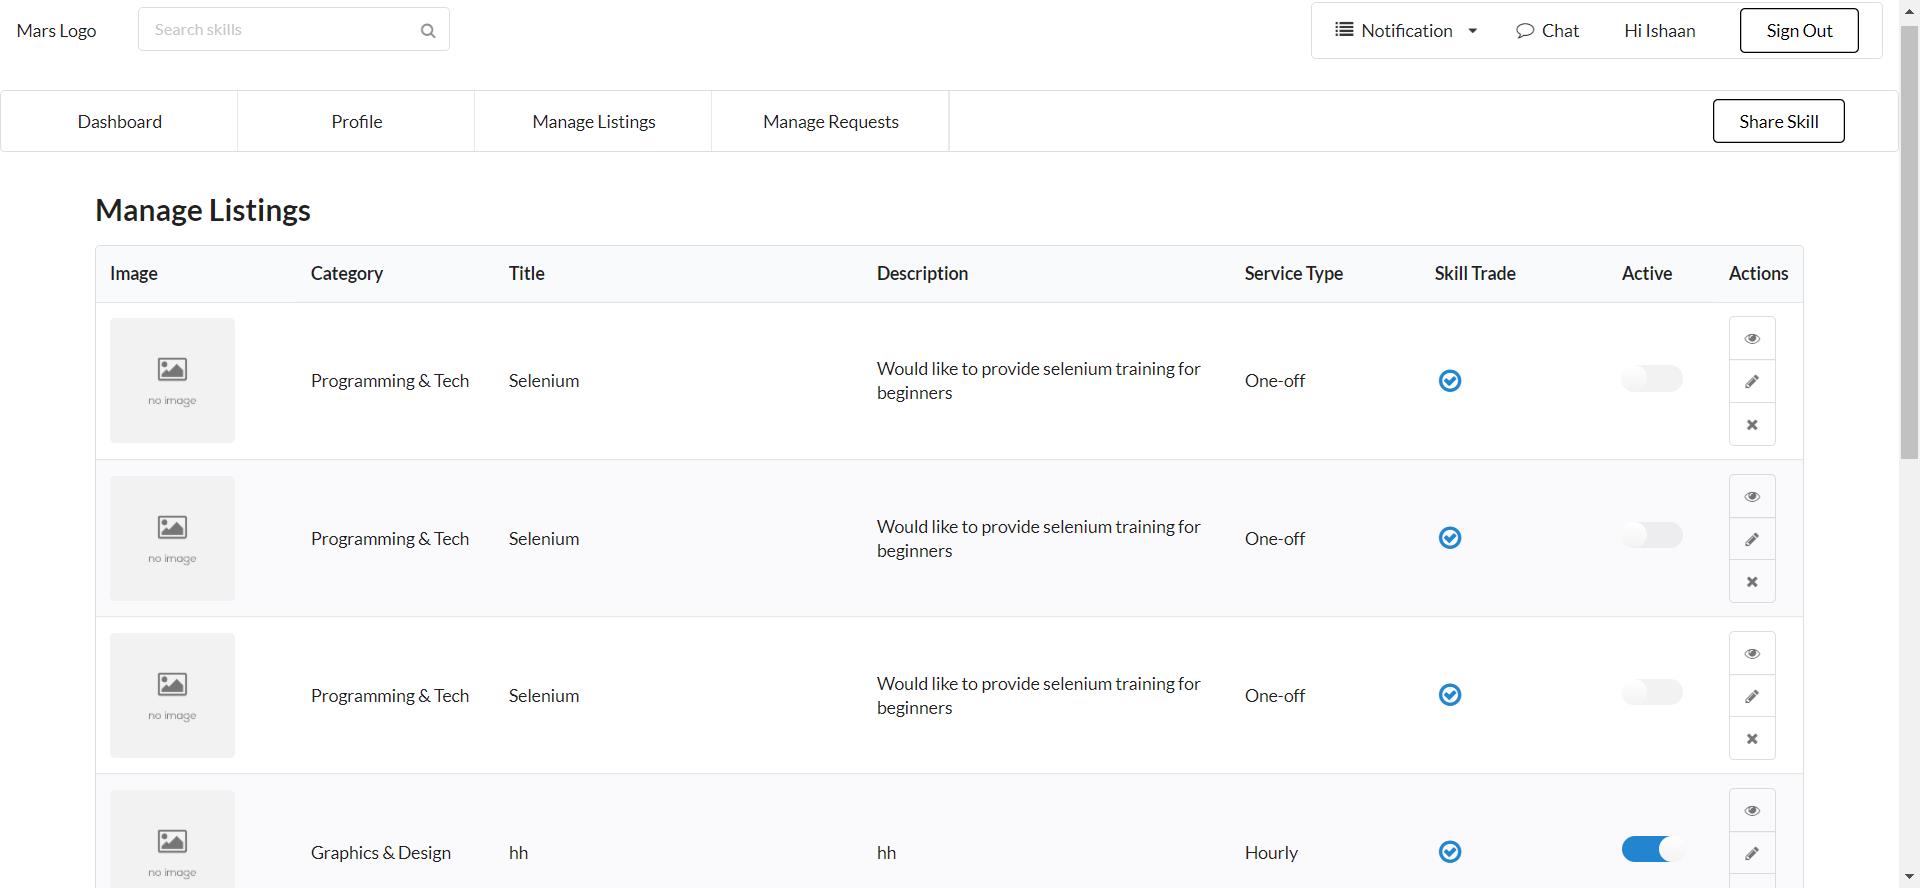 Mars Logo
Search skills
Notification
Chat
Hi Ishaan
Sign Out
Dashboard
Profile
Manage Listings
Manage Requests
Share Skill
Manage Listings
Image
Category
Title
Description
Service Type
Skill Trade
Active
Actions
no image
Programming & Tech
Selenium
Would like to provide selenium training for
beginners
One-off
no image
Programming & Tech
Selenium
Would like to provide selenium training for
beginners
One-off
no image
Programming & Tech
Selenium
Would like to provide selenium training for
beginners
One-off
no image
Graphics & Design
hh
hh
Hourly